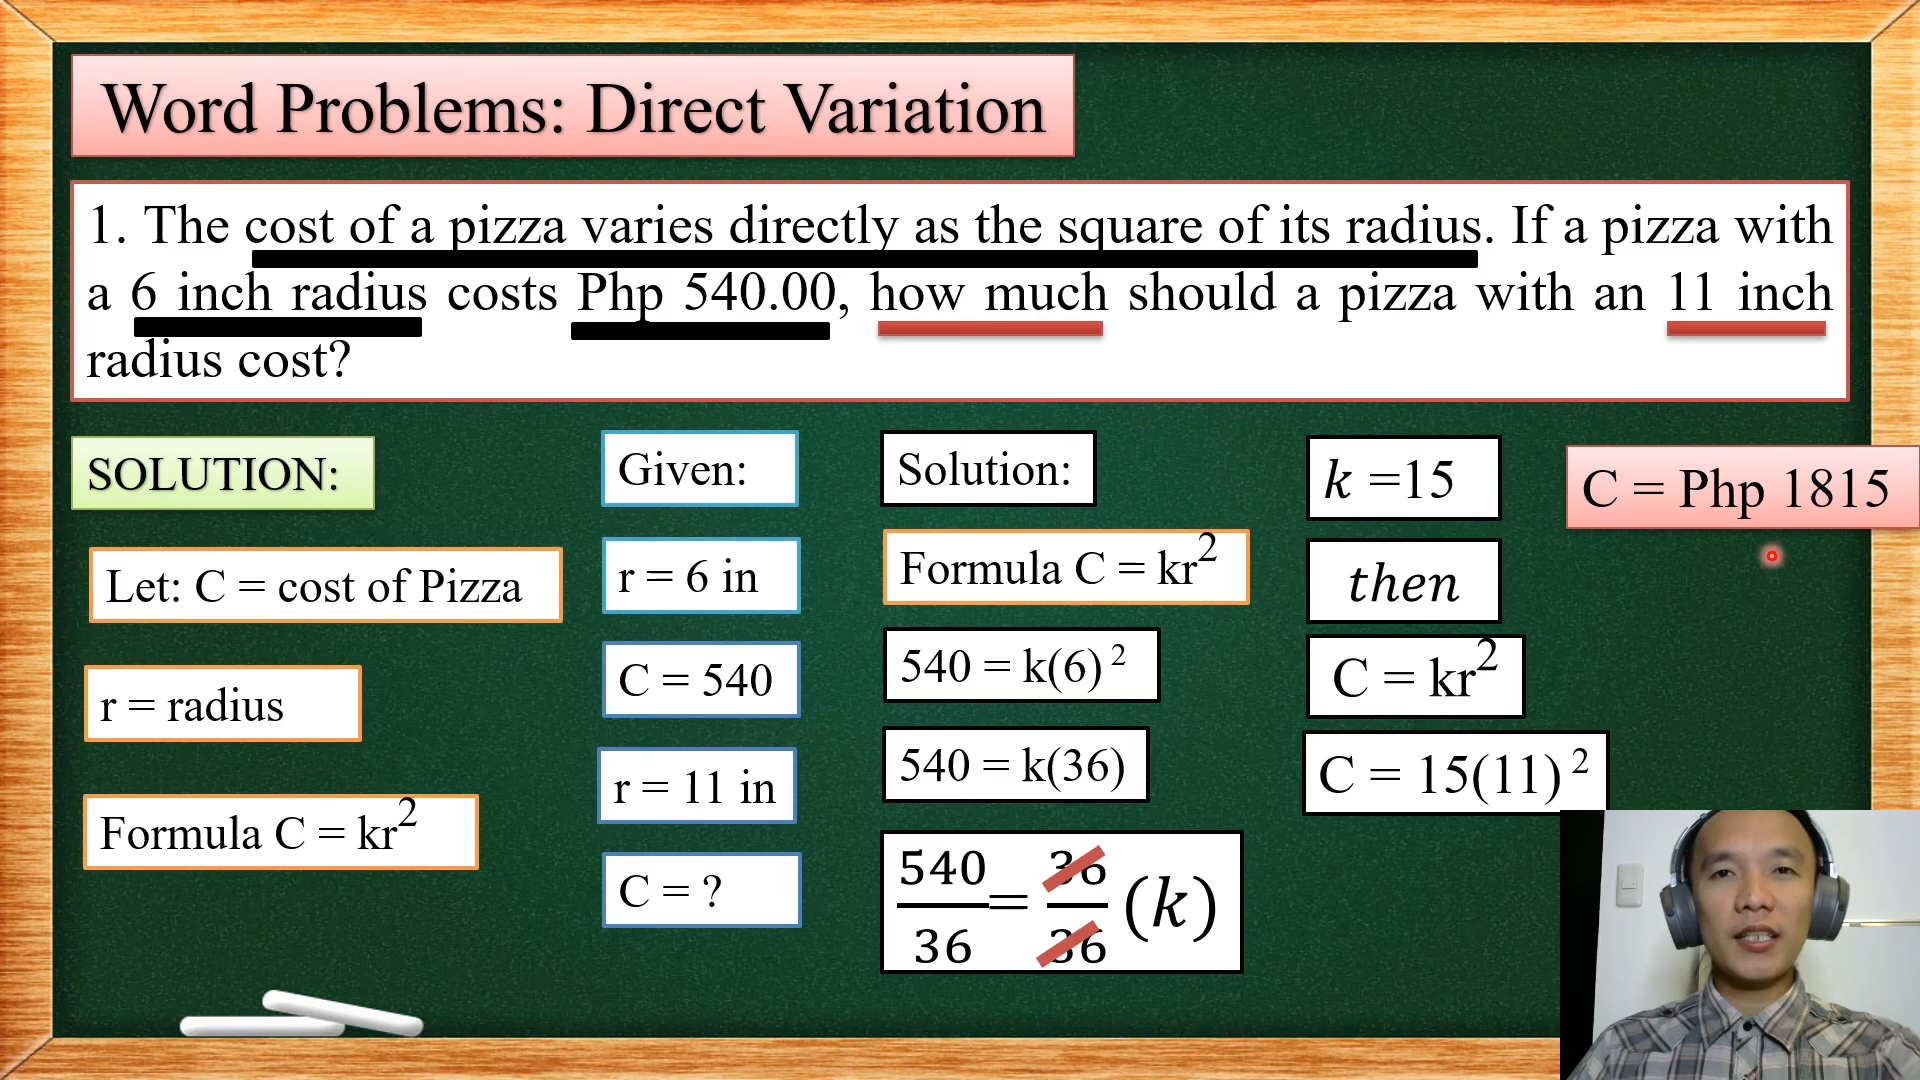 Word Problems: Direct Variation
1. The cost of a pizza varies directly as the square of its radius. If a pizza with
a 6 inch radius costs Php 540.00, how much should a pizza with an 11 inch
radius cost?
SOLUTION:
Let: C = cost of Pizza
r = radius
Formula C = kr²
Given:
r = 6 in
C = 540
r = 11 in
C = ?
Solution:
Formula C = kr²
540 = k(6)²
540 = k(36)
540/36 = 36/36 (k)
k =15
then
C = kr²
C = 15(11)²
C = Php 1815